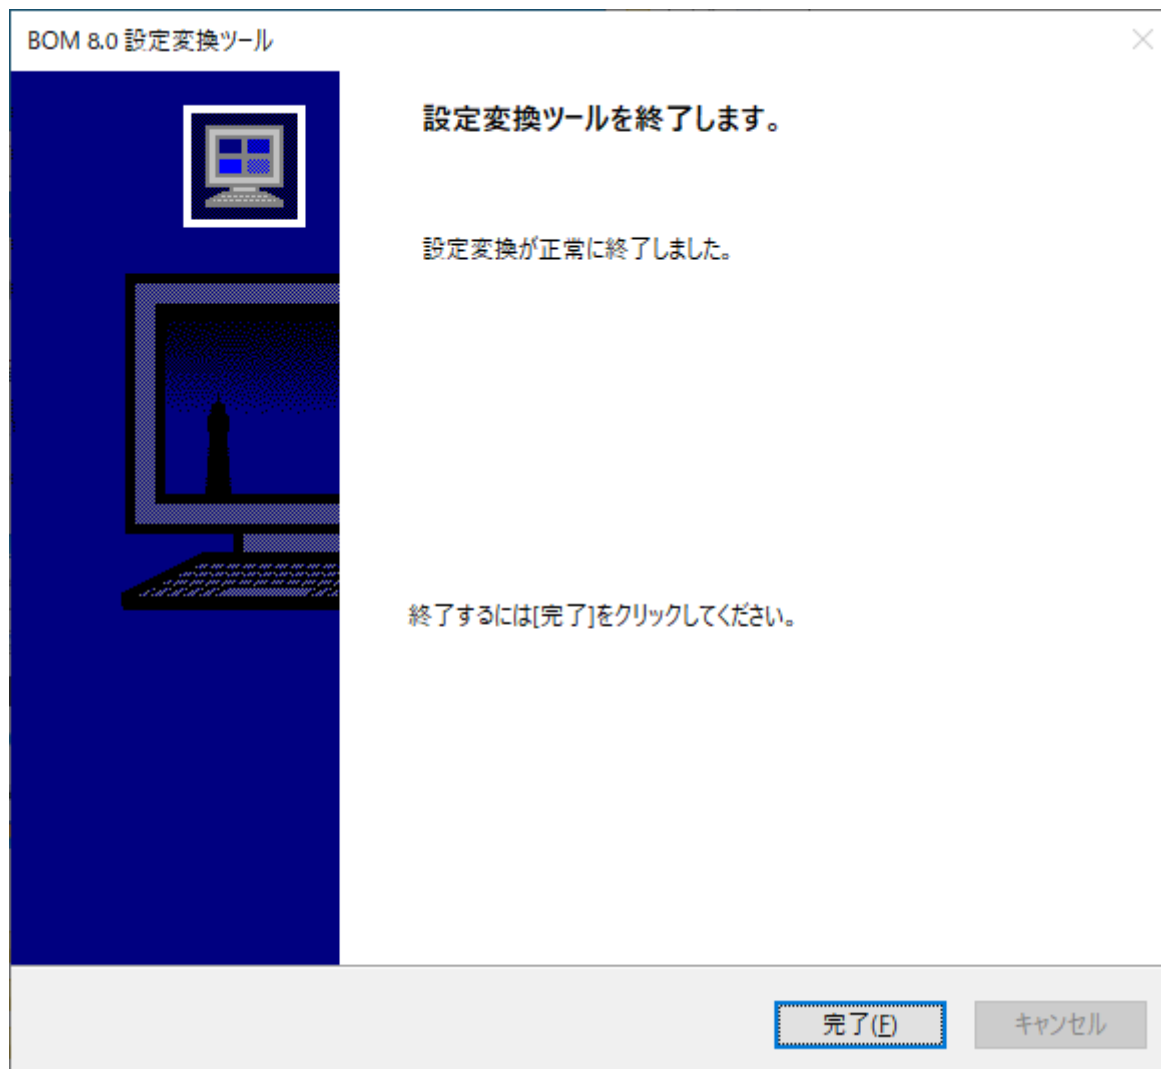 BOM 8.0 設定変換ツール
設定変換ツールを終了します。
設定変換が正常に終了しました。
終了するには[完了]をクリックしてください。
完了(F)
キャンセル